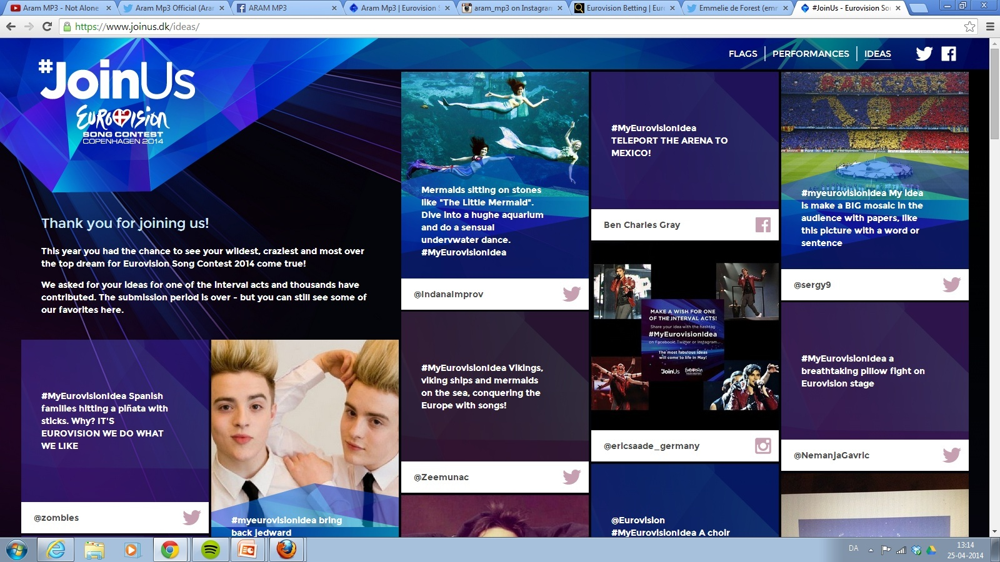 Aram MP3 - Not Alone
Aram Mp3 Official (Aram
ARAM MP3
Aram Mp3 | Eurovision S
aram_mp3 on Instagram
Eurovision Betting | Euro
Emmelie de Forest (emm
#JoinUs - Eurovision So
https://www.joinus.dk/ideas/
FLAGS
PERFORMANCES
IDEAS
#JoinUs
EUROVISION
SONG CONTEST
COPENHAGEN 2014
Thank you for joining us!
This year you had the chance to see your wildest, craziest and most over
the top dream for Eurovision Song Contest 2014 come true!
We asked for your ideas for one of the interval acts and thousands have
contributed. The submission period is over - but you can still see some of
our favorites here.
#MyEurovisionIdea Spanish
families hitting a piñata with
sticks. Why? IT'S
EUROVISION WE DO WHAT
WE LIKE
@zombies
#myeurovisionidea bring
back jedward
Mermaids sitting on stones
like "The Little Mermaid".
Dive into a hughe aquarium
and do a sensual
undervwater dance.
#MyEurovisionIdea
@IndanaImprov
#MyEurovisionIdea Vikings,
viking ships and mermaids
on the sea, conquering the
Europe with songs!
@Zeemunac
#MyEurovisionIdea
TELEPORT THE ARENA TO
MEXICO!
Ben Charles Gray
MAKE A WISH FOR ONE
OF THE INTERVAL ACTS!
Share your idea with the hashtag
#MyEurovisionIdea
on Facebook, Twitter or Instagram...
The most fabulous ideas
will come to life in May!
#JoinUs
@ericsaade_germany
@Eurovision
#MyEurovisionIdea A choir
#myeurovisionidea My idea
is make a BIG mosaic in the
audience with papers, like
this picture with a word or
sentence
@sergy9
#MyEurovisionIdea a
breathtaking pillow fight on
Eurovision stage
@NemanjaGavric
DA
13:14
25-04-2014